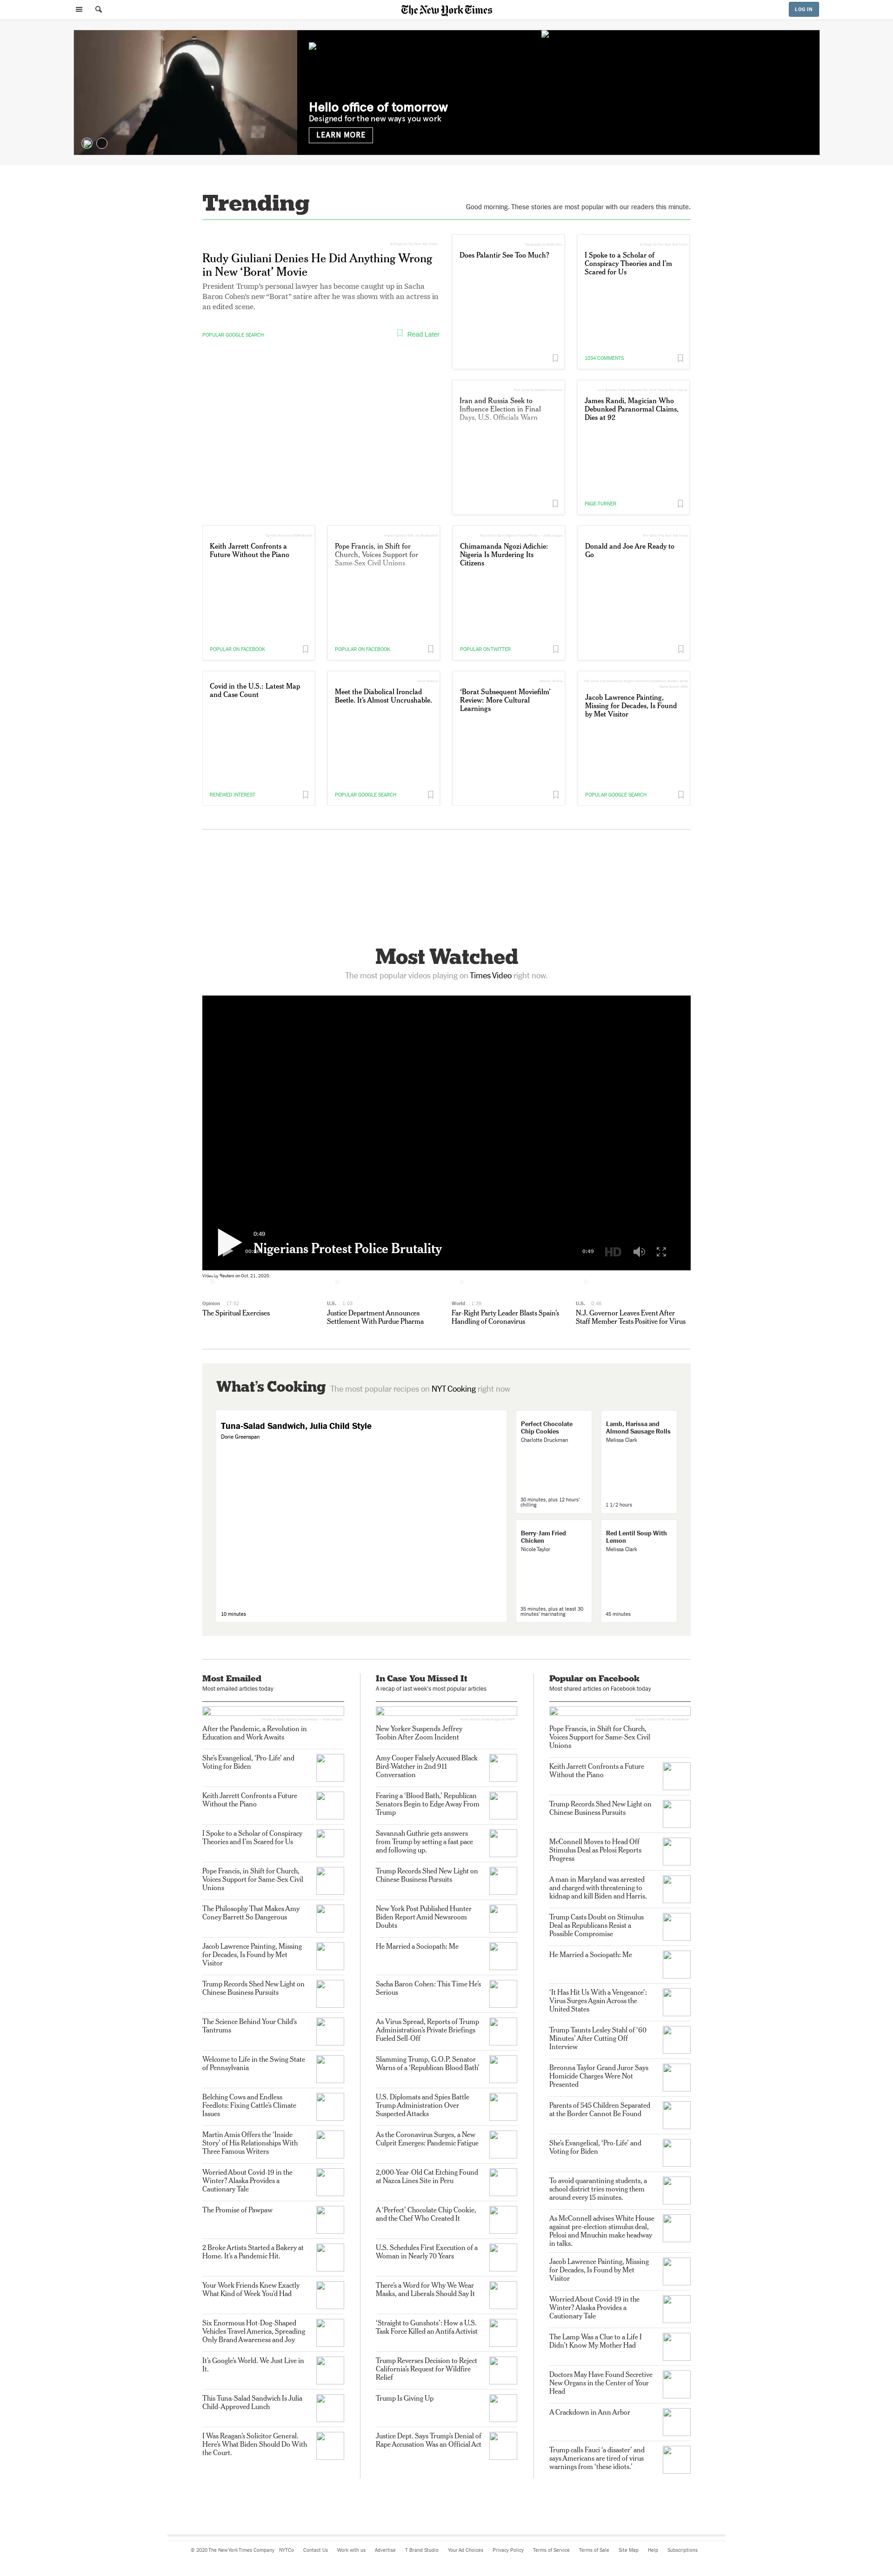 The New York Times
LOG IN
Hello office of tomorrow
Designed for the new ways you work
LEARN MORE
Trending
Good morning. These stories are most popular with our readers this minute.
Rudy Giuliani Denies He Did Anything Wrong
in New ‘Borat’ Movie
President Trump’s personal lawyer has become caught up in Sacha
Baron Cohen’s new “Borat” satire after he was shown with an actress in
an edited scene.
POPULAR GOOGLE SEARCH
Read Later
Does Palantir See Too Much?
I Spoke to a Scholar of
Conspiracy Theories and I’m
Scared for Us
1034 COMMENTS
Iran and Russia Seek to
Influence Election in Final
Days, U.S. Officials Warn
James Randi, Magician Who
Debunked Paranormal Claims,
Dies at 92
PAGE-TURNER
Keith Jarrett Confronts a
Future Without the Piano
POPULAR ON FACEBOOK
Pope Francis, in Shift for
Church, Voices Support for
Same-Sex Civil Unions
POPULAR ON FACEBOOK
Chimamanda Ngozi Adichie:
Nigeria Is Murdering Its
Citizens
POPULAR ON TWITTER
Donald and Joe Are Ready to
Go
Covid in the U.S.: Latest Map
and Case Count
RENEWED INTEREST
Meet the Diabolical Ironclad
Beetle. It’s Almost Uncrushable.
POPULAR GOOGLE SEARCH
‘Borat Subsequent Moviefilm’
Review: More Cultural
Learnings
Jacob Lawrence Painting,
Missing for Decades, Is Found
by Met Visitor
POPULAR GOOGLE SEARCH
Most Watched
The most popular videos playing on Times Video right now.
0:49
Nigerians Protest Police Brutality
0:49
HD
Video by Reuters on Oct. 21, 2020.
Opinion 17:52
The Spiritual Exercises
U.S. 1:03
Justice Department Announces
Settlement With Purdue Pharma
World 1:39
Far-Right Party Leader Blasts Spain’s
Handling of Coronavirus
U.S. 0:46
N.J. Governor Leaves Event After
Staff Member Tests Positive for Virus
What’s Cooking The most popular recipes on NYT Cooking right now
Tuna-Salad Sandwich, Julia Child Style
Dorie Greenspan
10 minutes
Perfect Chocolate
Chip Cookies
Charlotte Druckman
30 minutes, plus 12 hours'
chilling
Lamb, Harissa and
Almond Sausage Rolls
Melissa Clark
1 1/2 hours
Berry-Jam Fried
Chicken
Nicole Taylor
35 minutes, plus at least 30
minutes' marinating
Red Lentil Soup With
Lemon
Melissa Clark
45 minutes
Most Emailed
Most emailed articles today
After the Pandemic, a Revolution in
Education and Work Awaits
She’s Evangelical, ‘Pro-Life’ and
Voting for Biden
Keith Jarrett Confronts a Future
Without the Piano
I Spoke to a Scholar of Conspiracy
Theories and I’m Scared for Us
Pope Francis, in Shift for Church,
Voices Support for Same-Sex Civil
Unions
The Philosophy That Makes Amy
Coney Barrett So Dangerous
Jacob Lawrence Painting, Missing
for Decades, Is Found by Met
Visitor
Trump Records Shed New Light on
Chinese Business Pursuits
The Science Behind Your Child’s
Tantrums
Welcome to Life in the Swing State
of Pennsylvania
Belching Cows and Endless
Feedlots: Fixing Cattle’s Climate
Issues
Martin Amis Offers the ‘Inside
Story’ of His Relationships With
Three Famous Writers
Worried About Covid-19 in the
Winter? Alaska Provides a
Cautionary Tale
The Promise of Pawpaw
2 Broke Artists Started a Bakery at
Home. It’s a Pandemic Hit.
Your Work Friends Knew Exactly
What Kind of Week You’d Had
Six Enormous Hot-Dog-Shaped
Vehicles Travel America, Spreading
Only Brand Awareness and Joy
It’s Google’s World. We Just Live in
It.
This Tuna-Salad Sandwich Is Julia
Child-Approved Lunch
I Was Reagan’s Solicitor General.
Here’s What Biden Should Do With
the Court.
In Case You Missed It
A recap of last week’s most popular articles
New Yorker Suspends Jeffrey
Toobin After Zoom Incident
Amy Cooper Falsely Accused Black
Bird-Watcher in 2nd 911
Conversation
Fearing a ‘Blood Bath,’ Republican
Senators Begin to Edge Away From
Trump
Savannah Guthrie gets answers
from Trump by setting a fast pace
and following up.
Trump Records Shed New Light on
Chinese Business Pursuits
New York Post Published Hunter
Biden Report Amid Newsroom
Doubts
He Married a Sociopath: Me
Sacha Baron Cohen: This Time He’s
Serious
As Virus Spread, Reports of Trump
Administration’s Private Briefings
Fueled Sell-Off
Slamming Trump, G.O.P. Senator
Warns of a ‘Republican Blood Bath’
U.S. Diplomats and Spies Battle
Trump Administration Over
Suspected Attacks
As the Coronavirus Surges, a New
Culprit Emerges: Pandemic Fatigue
2,000-Year-Old Cat Etching Found
at Nazca Lines Site in Peru
A ‘Perfect’ Chocolate Chip Cookie,
and the Chef Who Created It
U.S. Schedules First Execution of a
Woman in Nearly 70 Years
There’s a Word for Why We Wear
Masks, and Liberals Should Say It
‘Straight to Gunshots’: How a U.S.
Task Force Killed an Antifa Activist
Trump Reverses Decision to Reject
California’s Request for Wildfire
Relief
Trump Is Giving Up
Justice Dept. Says Trump’s Denial of
Rape Accusation Was an Official Act
Popular on Facebook
Most shared articles on Facebook today
Pope Francis, in Shift for Church,
Voices Support for Same-Sex Civil
Unions
Keith Jarrett Confronts a Future
Without the Piano
Trump Records Shed New Light on
Chinese Business Pursuits
McConnell Moves to Head Off
Stimulus Deal as Pelosi Reports
Progress
A man in Maryland was arrested
and charged with threatening to
kidnap and kill Biden and Harris.
Trump Casts Doubt on Stimulus
Deal as Republicans Resist a
Possible Compromise
He Married a Sociopath: Me
‘It Has Hit Us With a Vengeance’:
Virus Surges Again Across the
United States
Trump Taunts Lesley Stahl of ‘60
Minutes’ After Cutting Off
Interview
Breonna Taylor Grand Juror Says
Homicide Charges Were Not
Presented
Parents of 545 Children Separated
at the Border Cannot Be Found
She’s Evangelical, ‘Pro-Life’ and
Voting for Biden
To avoid quarantining students, a
school district tries moving them
around every 15 minutes.
As McConnell advises White House
against pre-election stimulus deal,
Pelosi and Mnuchin make headway
in talks.
Jacob Lawrence Painting, Missing
for Decades, Is Found by Met
Visitor
Worried About Covid-19 in the
Winter? Alaska Provides a
Cautionary Tale
The Lamp Was a Clue to a Life I
Didn’t Know My Mother Had
Doctors May Have Found Secretive
New Organs in the Center of Your
Head
A Crackdown in Ann Arbor
Trump calls Fauci ‘a disaster’ and
says Americans are tired of virus
warnings from ‘these idiots.’
© 2020 The New York Times Company NYTCo Contact Us Work with us Advertise T Brand Studio Your Ad Choices Privacy Policy Terms of Service Terms of Sale Site Map Help Subscriptions